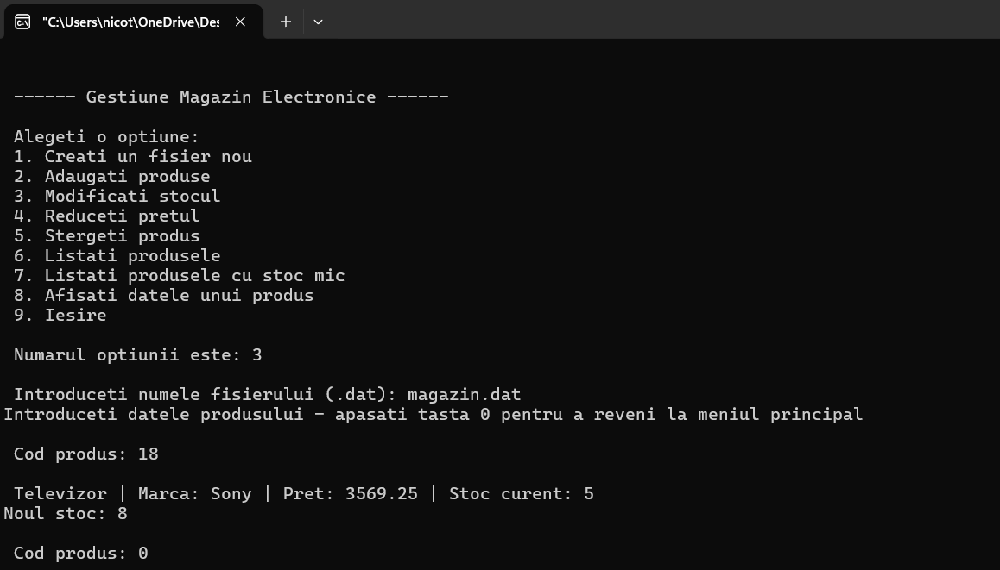 "C:\Users\nicot\OneDrive\Des
------ Gestiune Magazin Electronice ------
Alegeti o optiune:
1. Creati un fisier nou
2. Adaugati produse
3. Modificati stocul
4. Reduceti pretul
5. Stergeti produs
6. Listati produsele
7. Listati produsele cu stoc mic
8. Afisati datele unui produs
9. Iesire
Numarul optiunii este: 3
Introduceti numele fisierului (.dat): magazin.dat
Introduceti datele produsului - apasati tasta 0 pentru a reveni la meniul principal
Cod produs: 18
Televizor | Marca: Sony | Pret: 3569.25 | Stoc curent: 5
Noul stoc: 8
Cod produs: 0